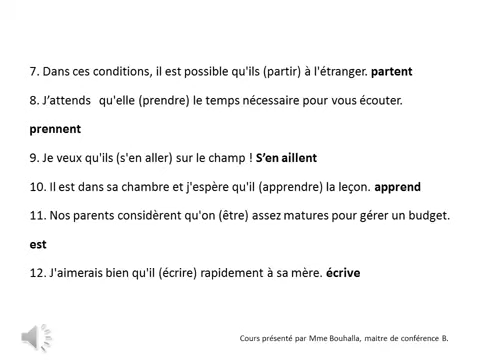 7. Dans ces conditions, il est possible qu'ils (partir) à l'étranger. partent
8. J’attends qu'elle (prendre) le temps nécessaire pour vous écouter.
prennent
9. Je veux qu'ils (s'en aller) sur le champ ! S’en aillent
10. Il est dans sa chambre et j'espère qu'il (apprendre) la leçon. apprend
11. Nos parents considèrent qu'on (être) assez matures pour gérer un budget.
est
12. J'aimerais bien qu'il (écrire) rapidement à sa mère. écrive
Cours présenté par Mme Bouhalla, maitre de conférence B.